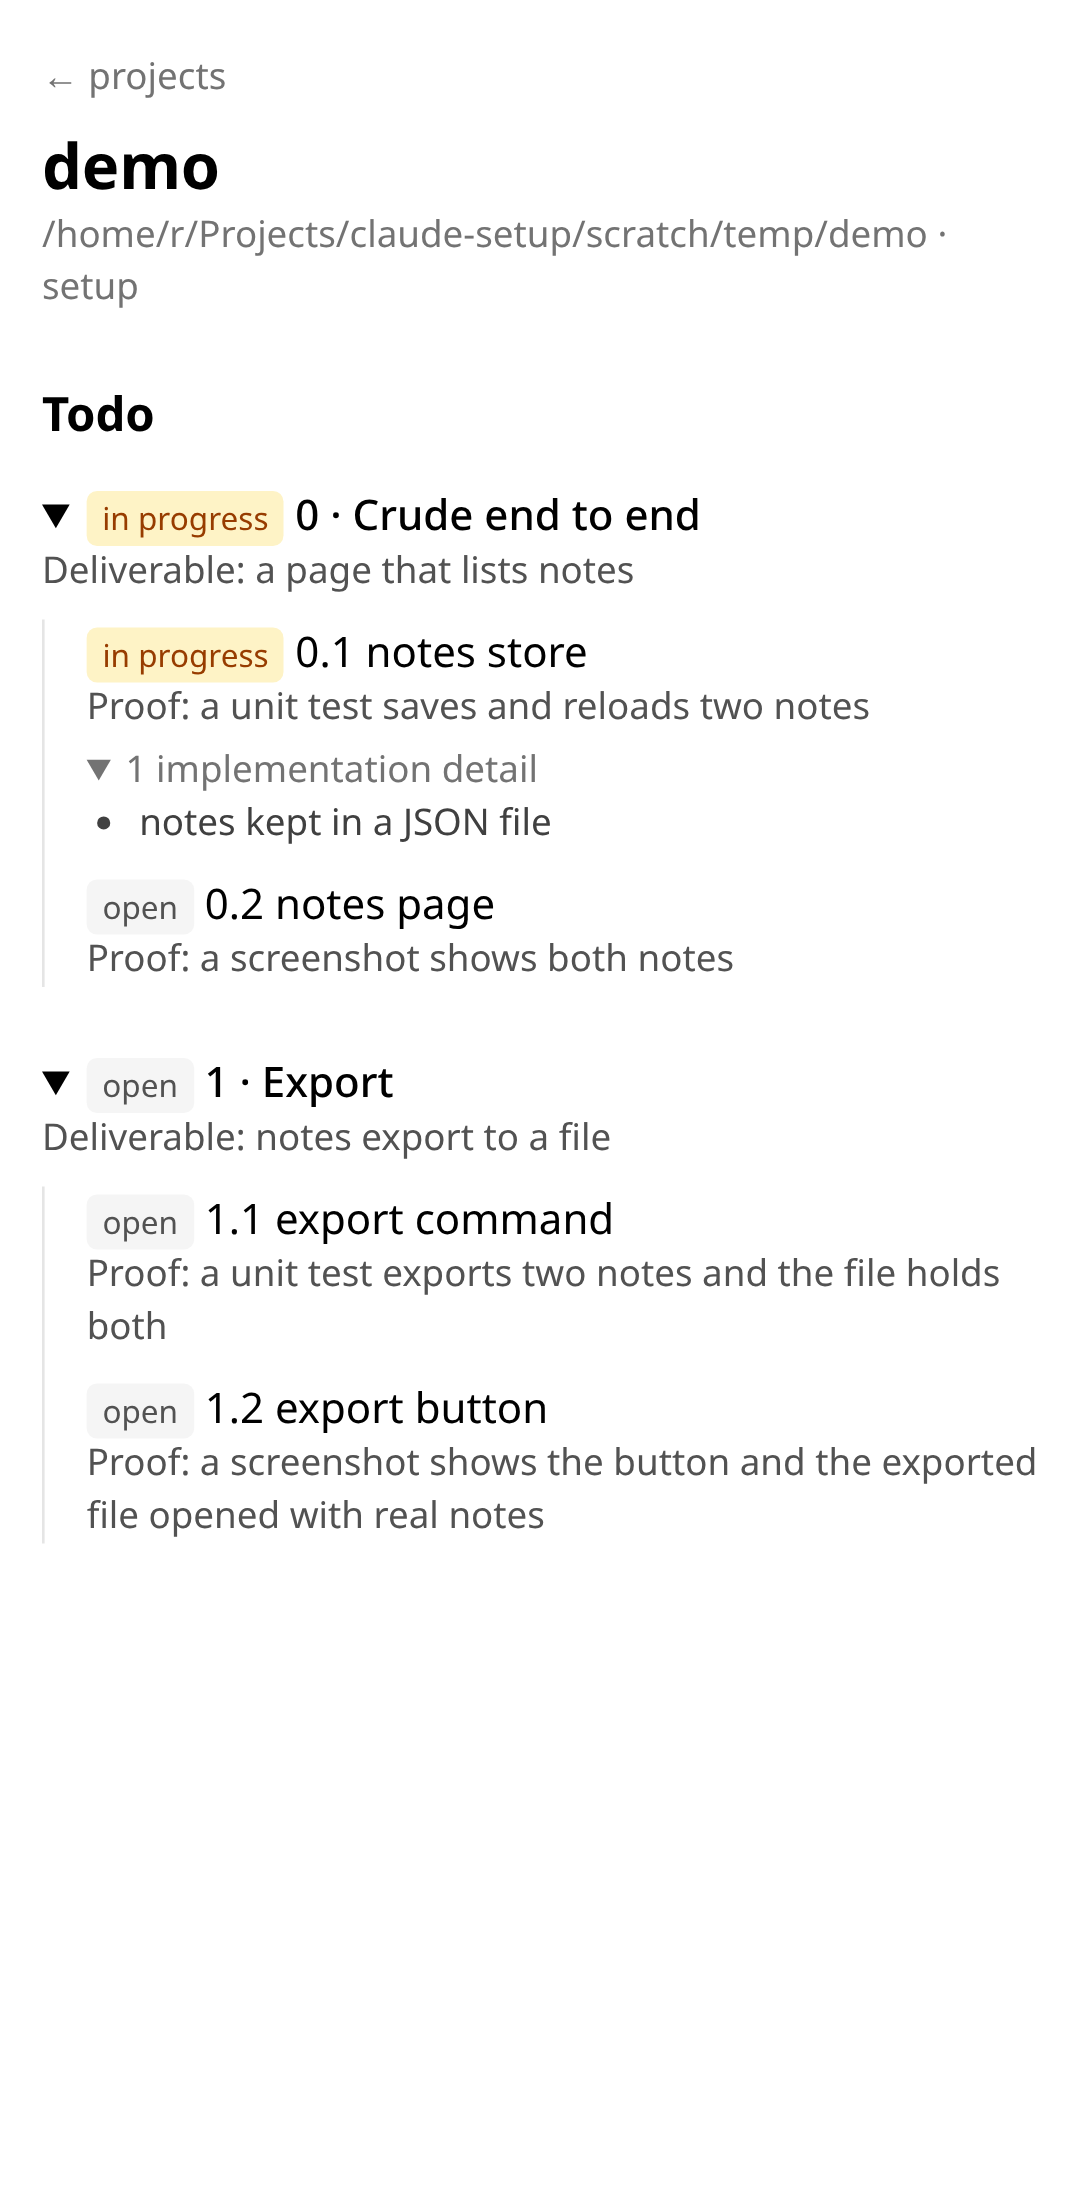 ← projects
demo
/home/r/Projects/claude-setup/scratch/temp/demo ·
setup
Todo
▼ in progress 0 · Crude end to end
Deliverable: a page that lists notes
in progress 0.1 notes store
Proof: a unit test saves and reloads two notes
▼ 1 implementation detail
• notes kept in a JSON file
open 0.2 notes page
Proof: a screenshot shows both notes
▼ open 1 · Export
Deliverable: notes export to a file
open 1.1 export command
Proof: a unit test exports two notes and the file holds
both
open 1.2 export button
Proof: a screenshot shows the button and the exported
file opened with real notes